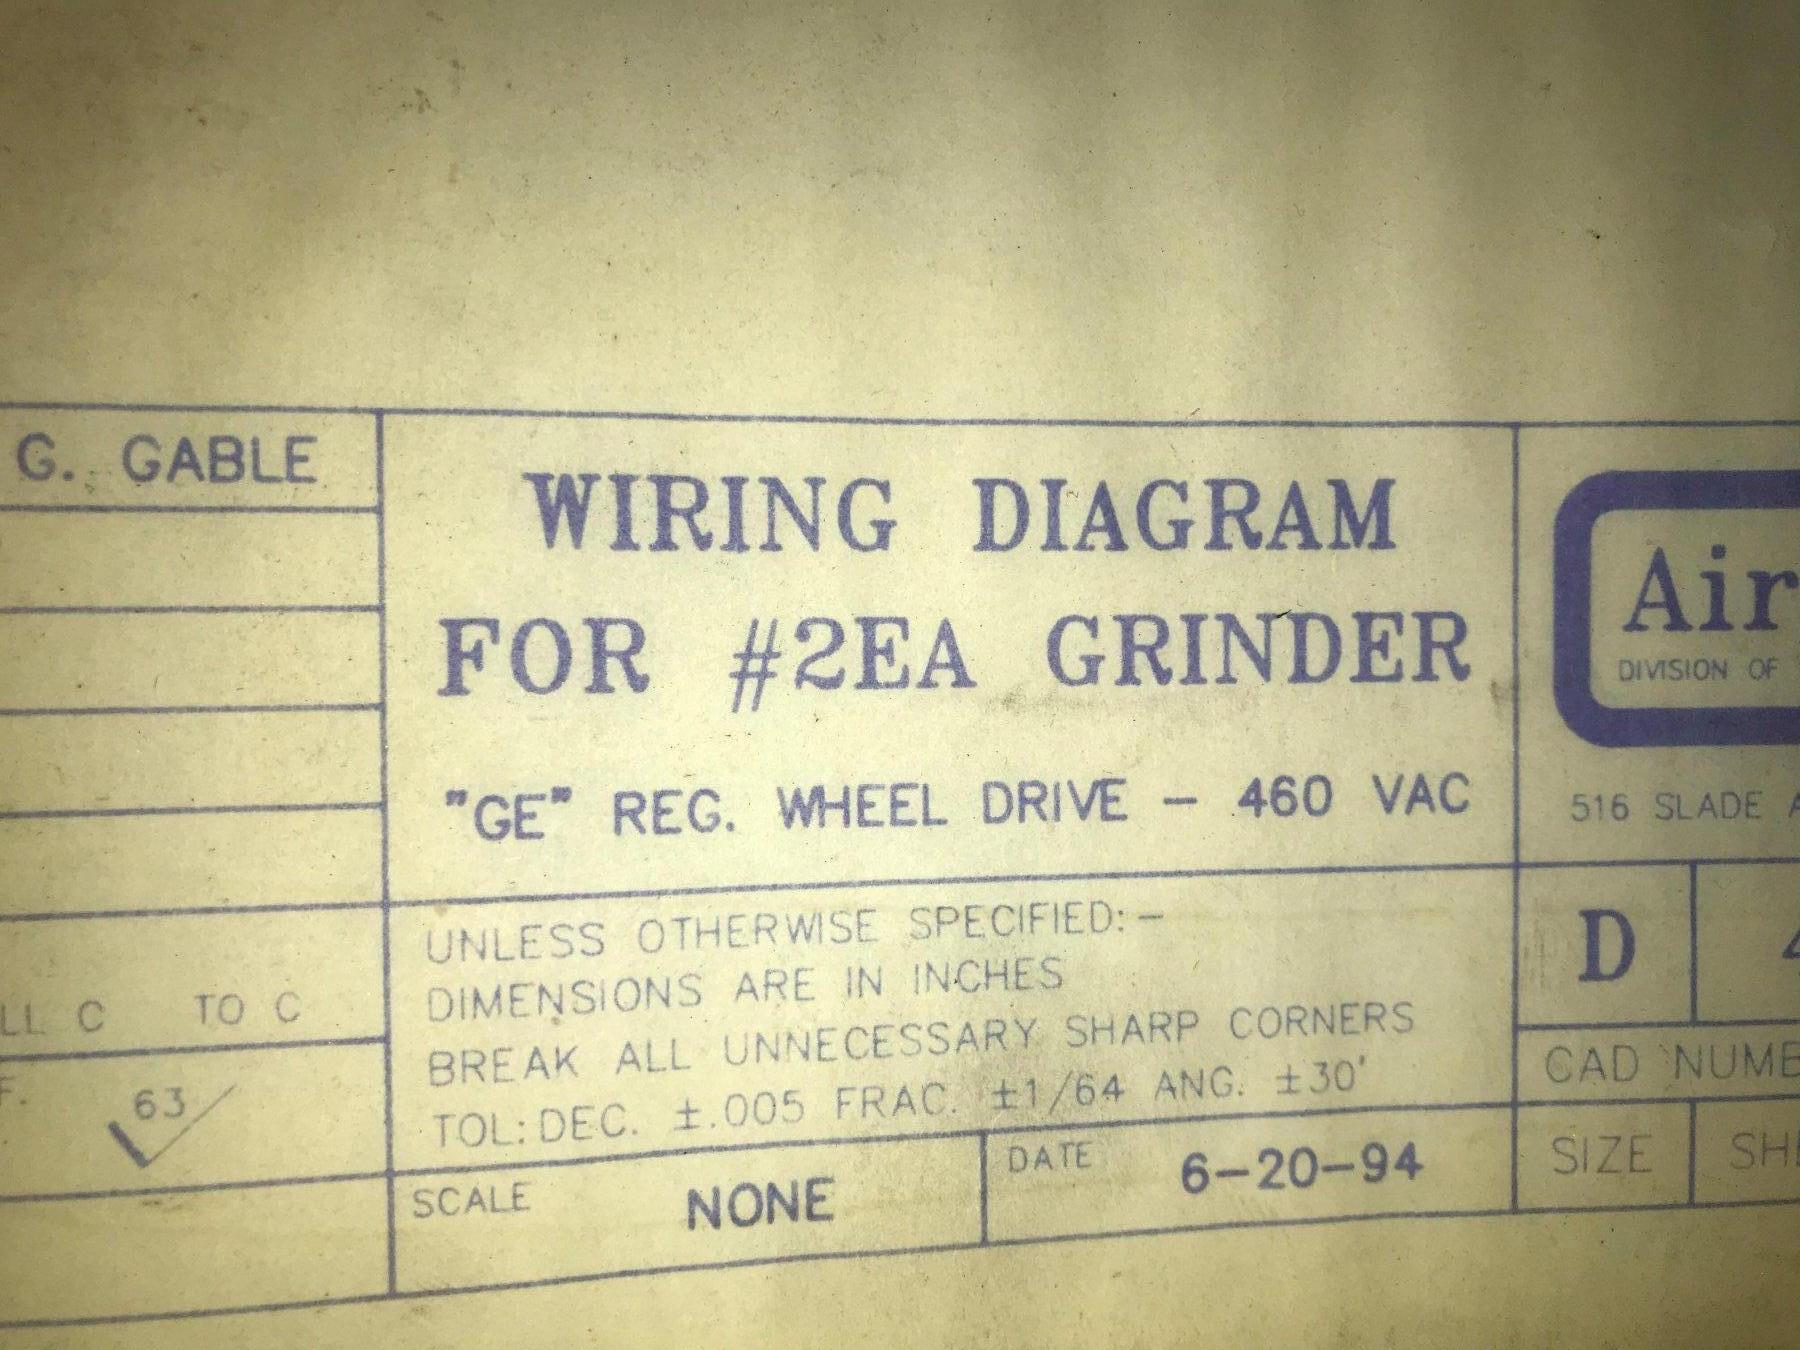 G. GABLE
WIRING DIAGRAM
FOR #2EA GRINDER
"GE" REG. WHEEL DRIVE - 460 VAC
Air
DIVISION OF
516 SLADE
UNLESS OTHERWISE SPECIFIED:-
DIMENSIONS ARE IN INCHES
BREAK ALL UNNECESSARY SHARP CORNERS
TOL: DEC. ±.005 FRAC. ±1/64 ANG. ±30'
LL C TO C
F.
63
SCALE NONE
DATE 6-20-94
D
CAD NUMB
SIZE
SH